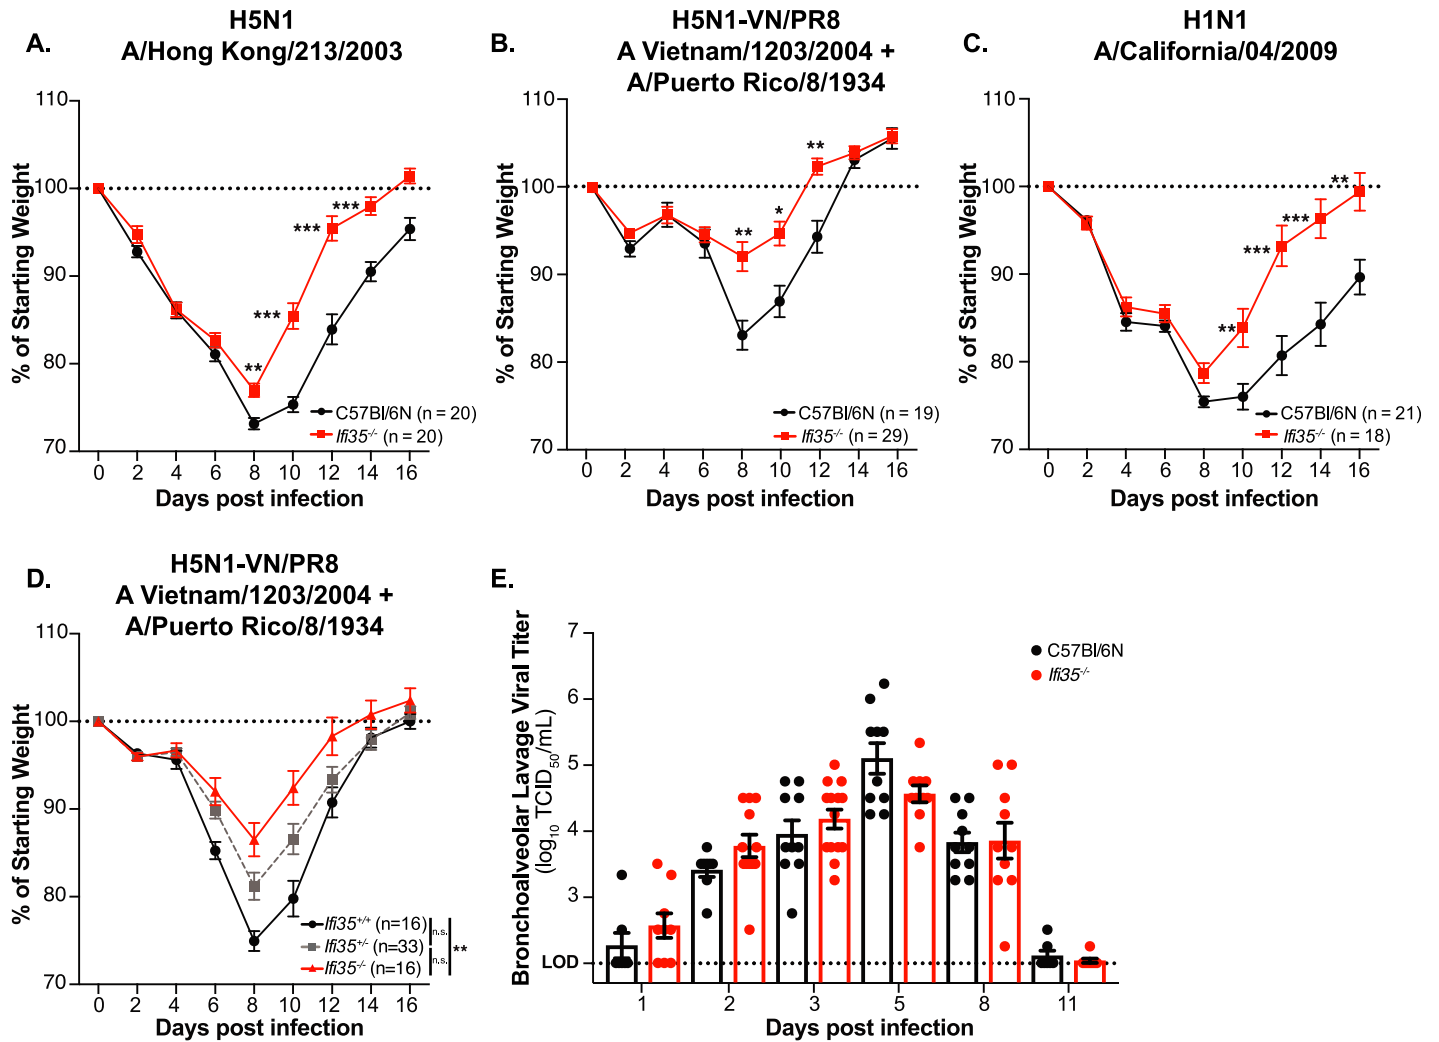 A.
H5N1
A/Hong Kong/213/2003
110
100
90
80
70
% of Starting Weight
**
***
***
***
C57Bl/6N (n = 20)
Ifi35-/- (n = 20)
0 2 4 6 8 10 12 14 16
Days post infection
B.
H5N1-VN/PR8
A Vietnam/1203/2004 +
A/Puerto Rico/8/1934
110
100
90
80
70
% of Starting Weight
**
*
**
C57Bl/6N (n = 19)
Ifi35-/- (n = 29)
0 2 4 6 8 10 12 14 16
Days post infection
C.
H1N1
A/California/04/2009
110
100
90
80
70
% of Starting Weight
**
***
***
**
C57Bl/6N (n = 21)
Ifi35-/- (n = 18)
0 2 4 6 8 10 12 14 16
Days post infection
D.
H5N1-VN/PR8
A Vietnam/1203/2004 +
A/Puerto Rico/8/1934
110
100
90
80
70
% of Starting Weight
Ifi35+/+ (n=16)
Ifi35+/- (n=33)
Ifi35-/- (n=16)
n.s.
n.s.
**
0 2 4 6 8 10 12 14 16
Days post infection
E.
Bronchoalveolar Lavage Viral Titer
(log10 TCID50/mL)
7
6
5
4
3
LOD
C57Bl/6N
Ifi35-/-
1 2 3 5 8 11
Days post infection